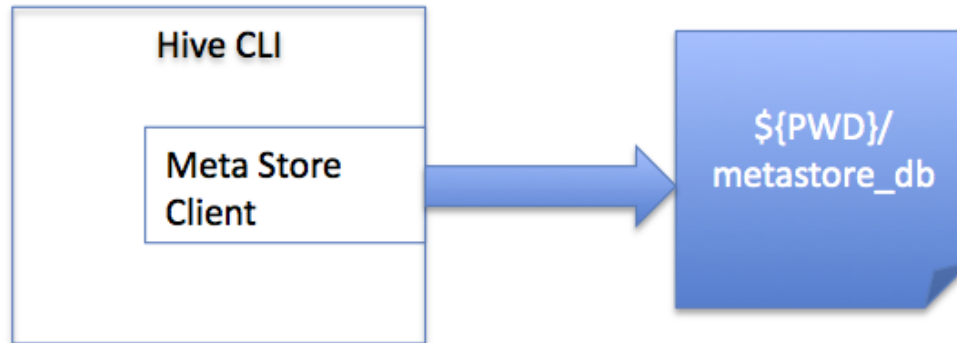 Hive CLI
Meta Store
Client
${PWD}/
metastore_db